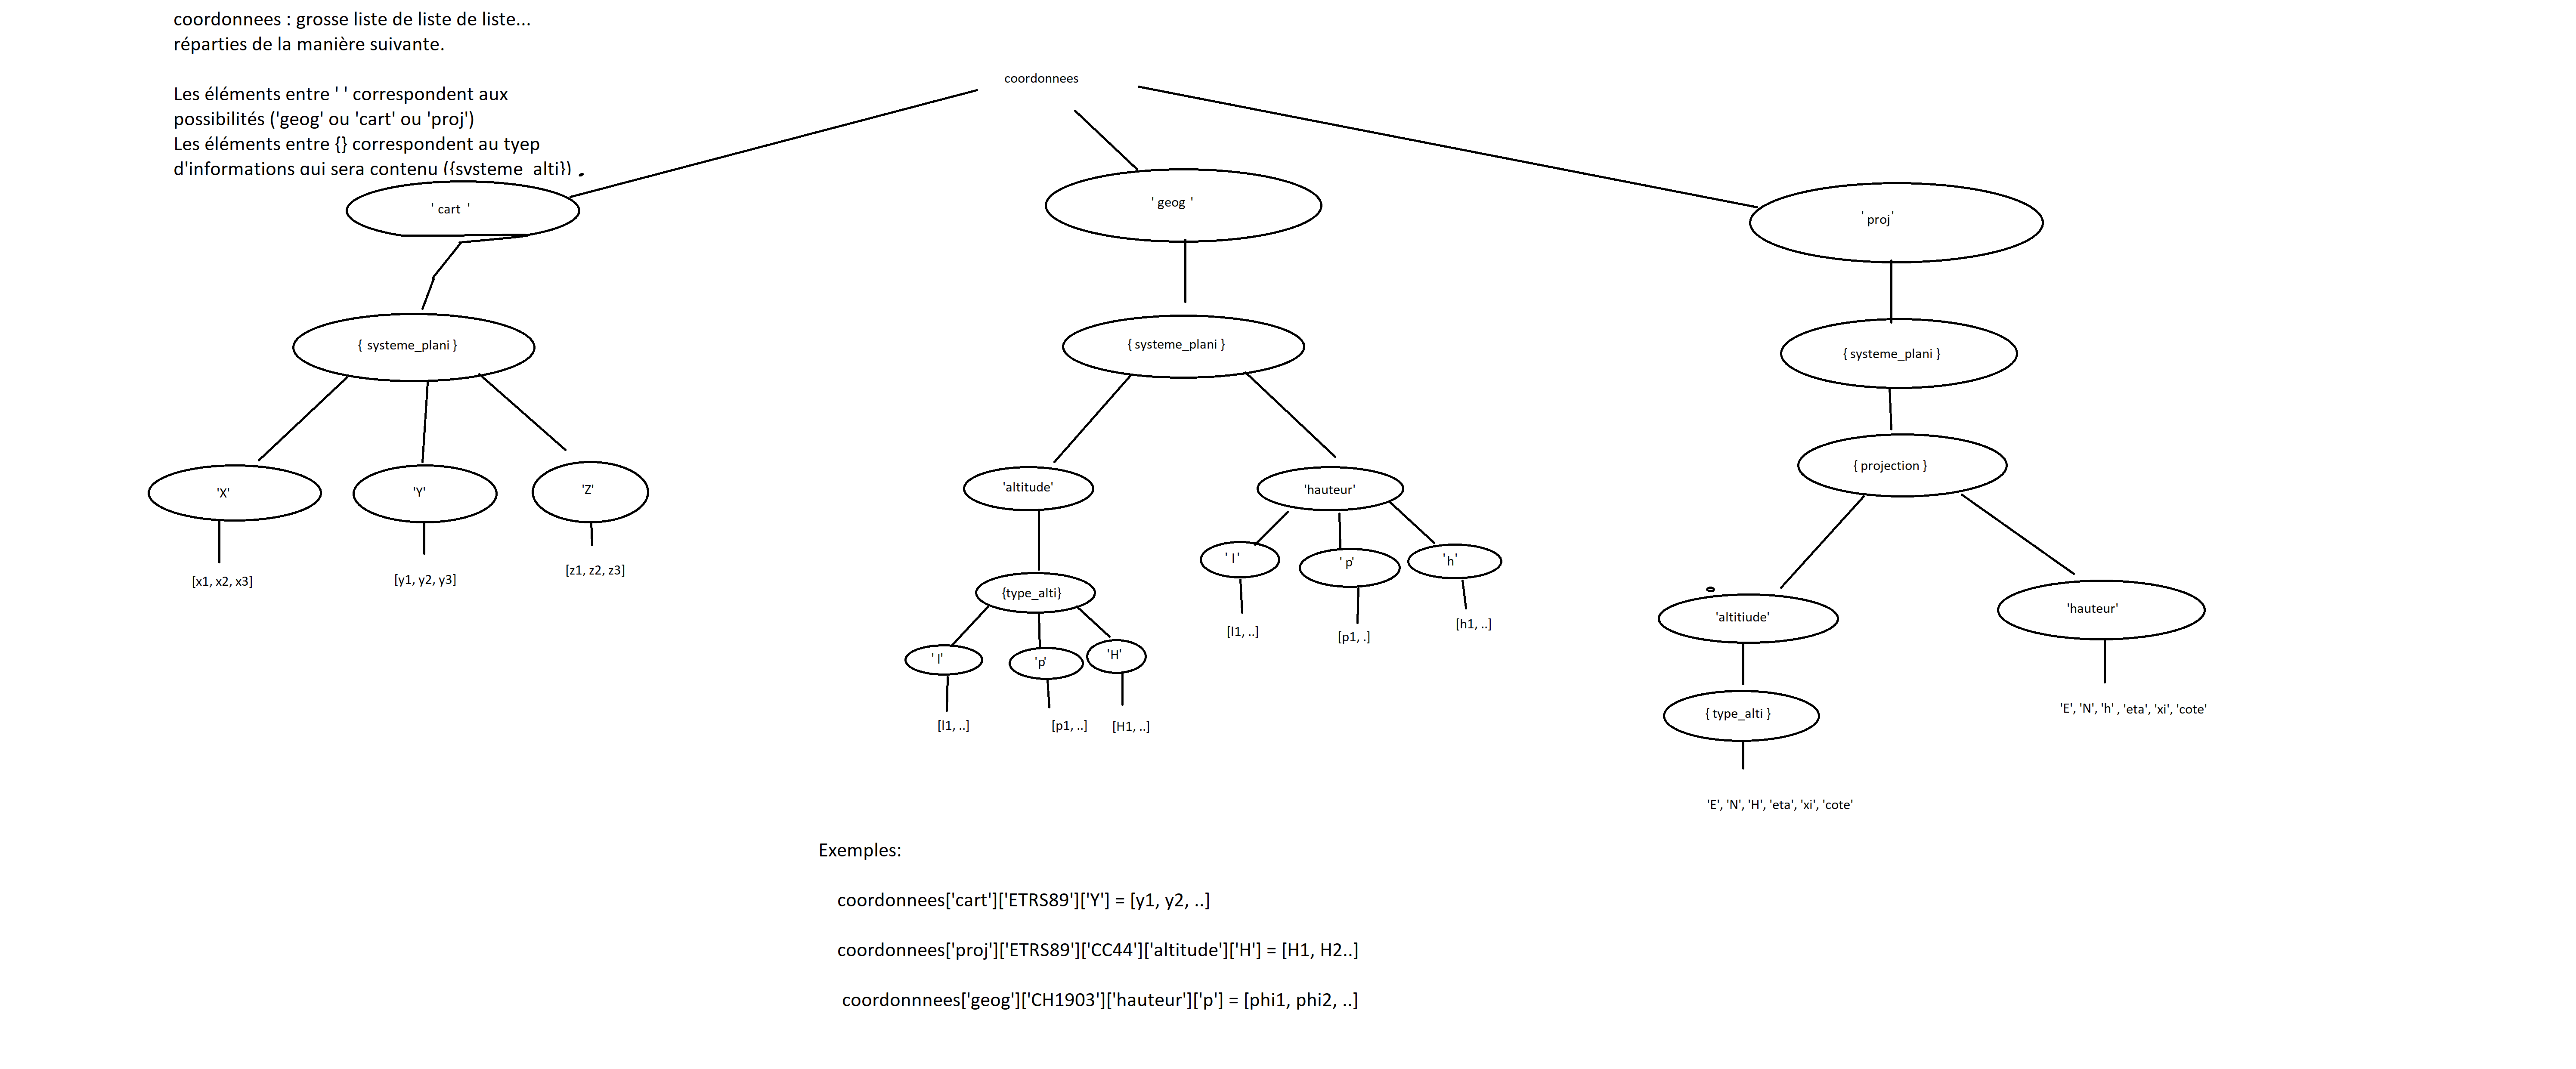 coordonnees : grosse liste de liste de liste...
réparties de la manière suivante.
Les éléments entre ' ' correspondent aux
possibilités ('geog' ou 'cart' ou 'proj')
Les éléments entre {} correspondent au tyep
d'informations qui sera contenu ({systeme_alti})
coordonnees
' cart '
' geog '
' proj'
{ systeme_plani }
{ systeme_plani }
{ systeme_plani }
{ projection }
'X'
'Y'
'Z'
'altitude'
'hauteur'
[x1, x2, x3]
[y1, y2, y3]
[z1, z2, z3]
' l'
' p'
'h'
{type_alti}
[l1, ..]
[p1, .]
[h1, ..]
'altitiude'
'hauteur'
' l'
'p'
'H'
[l1, ..]
[p1, ..]
[H1, ..]
{ type_alti }
'E', 'N', 'h' , 'eta', 'xi', 'cote'
'E', 'N', 'H', 'eta', 'xi', 'cote'
Exemples:
coordonnees['cart']['ETRS89']['Y'] = [y1, y2, ..]
coordonnees['proj']['ETRS89']['CC44']['altitude']['H'] = [H1, H2..]
coordonnnees['geog']['CH1903']['hauteur']['p'] = [phi1, phi2, ..]